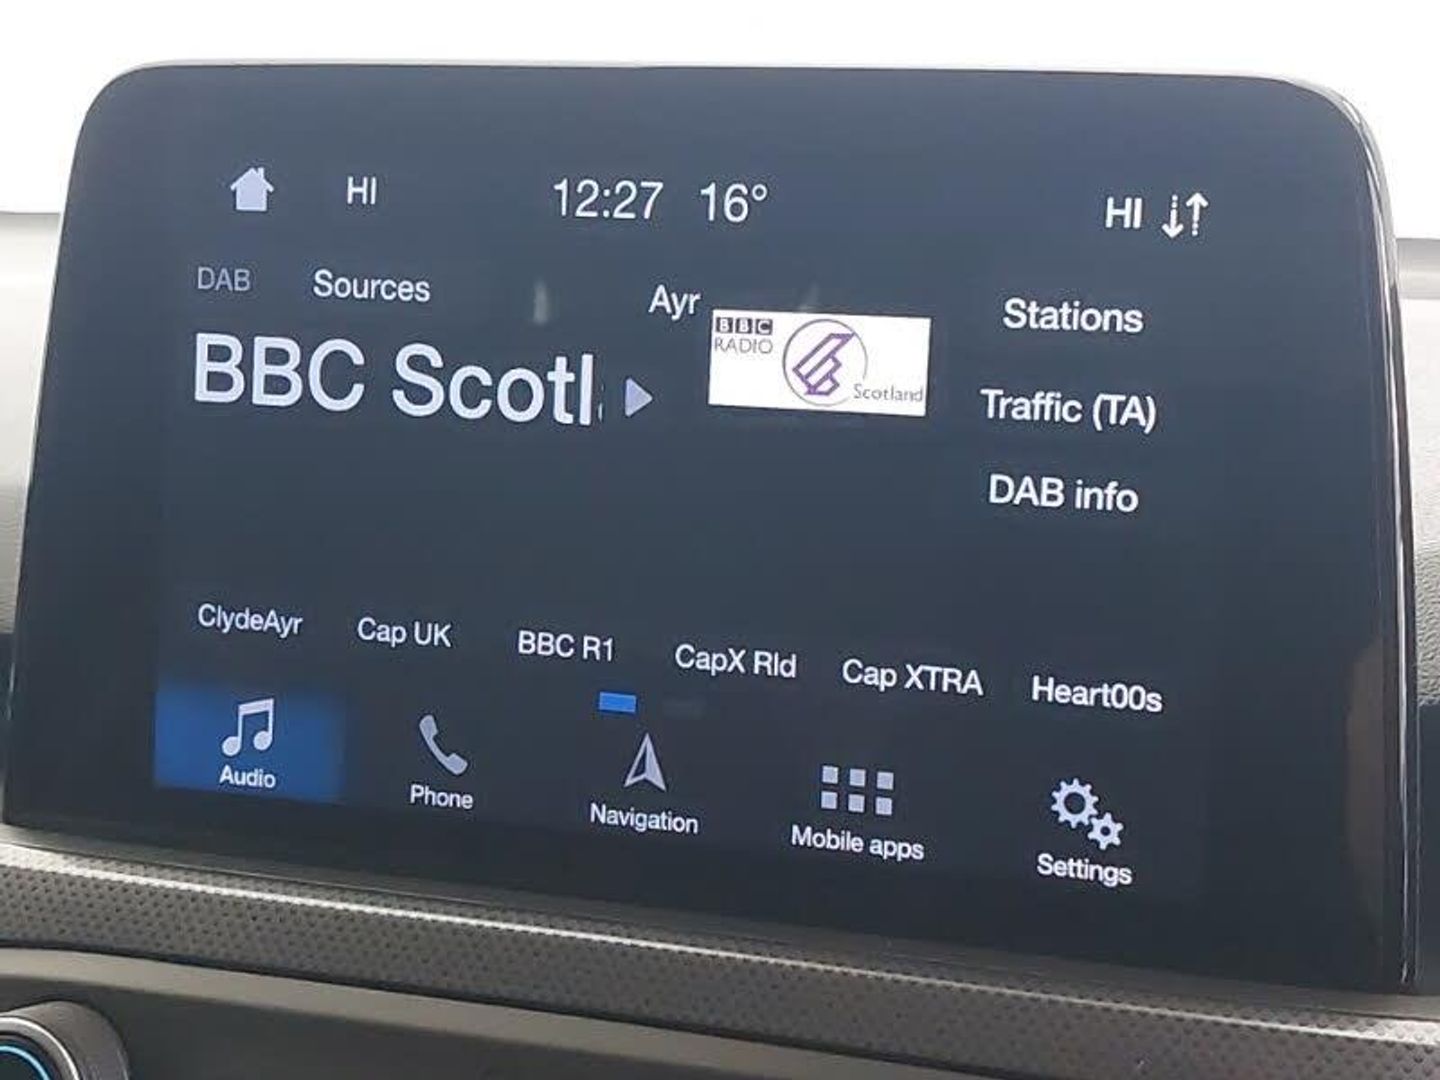 HI 12:27 16° HI
DAB Sources Ayr Stations
BBC Scotl
BBC
RADIO
Scotland
Traffic (TA)
DAB info
ClydeAyr Cap UK BBC R1 CapX Rld Cap XTRA Heart00s
Audio Phone Navigation Mobile apps Settings